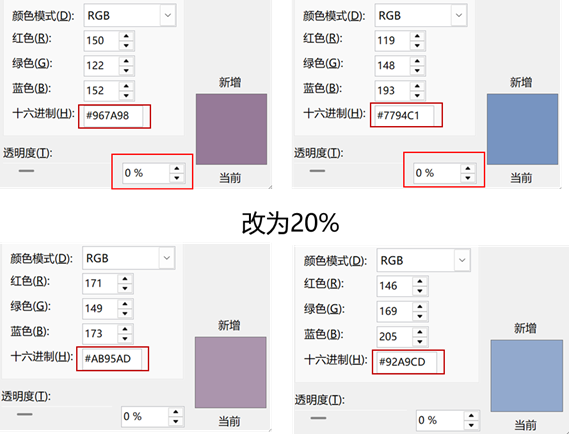 颜色模式(D): RGB
红色(R): 150
绿色(G): 122
蓝色(B): 152
十六进制(H): #967A98
透明度(T):
0 %
新增
当前
颜色模式(D): RGB
红色(R): 119
绿色(G): 148
蓝色(B): 193
十六进制(H): #7794C1
透明度(T):
0 %
新增
当前
改为20%
颜色模式(D): RGB
红色(R): 171
绿色(G): 149
蓝色(B): 173
十六进制(H): #AB95AD
透明度(T):
0 %
新增
当前
颜色模式(D): RGB
红色(R): 146
绿色(G): 169
蓝色(B): 205
十六进制(H): #92A9CD
透明度(T):
0 %
新增
当前